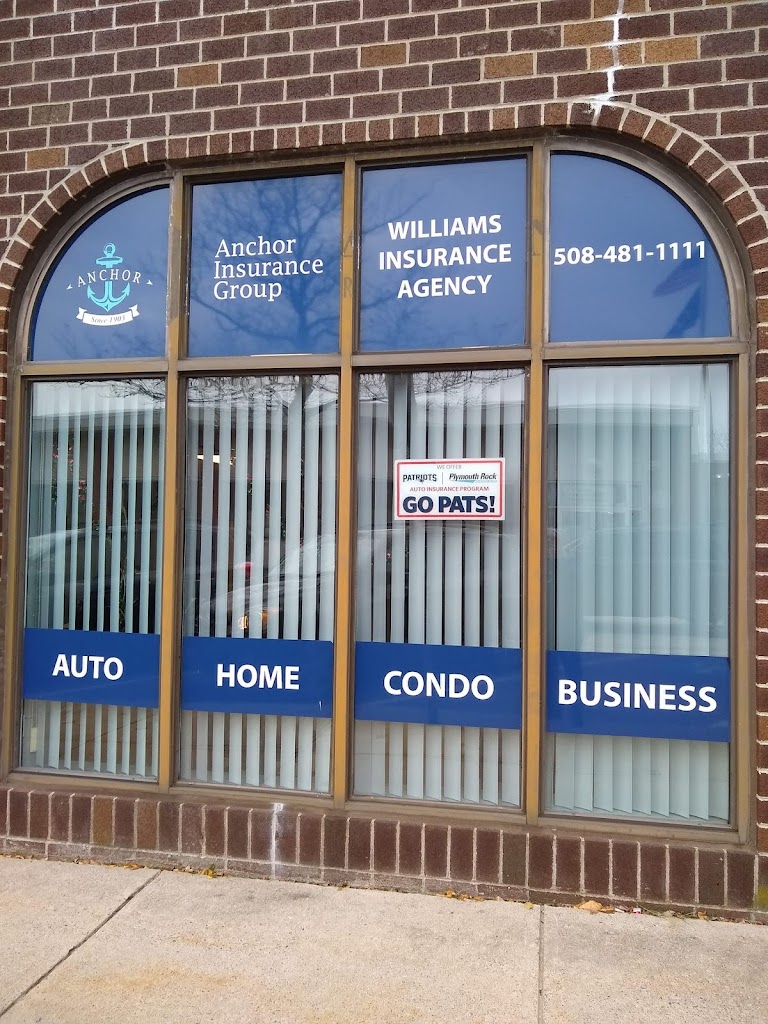 ANCHOR
Since 1903
Anchor
Insurance
Group
WILLIAMS
INSURANCE
AGENCY
508-481-1111
WE OFFER
PATRIOTS
Plymouth Rock
AUTO INSURANCE PROGRAM
GO PATS!
AUTO
HOME
CONDO
BUSINESS